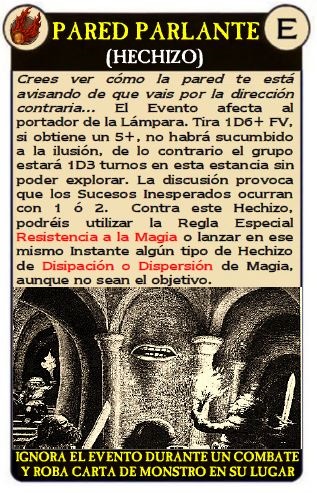 PARED PARLANTE
E
(HECHIZO)
Crees ver cómo la pared te está
avisando de que vais por la dirección
contraria... El Evento afecta al
portador de la Lámpara. Tira 1D6+ FV,
si obtiene un 5+, no habrá sucumbido
a la ilusión, de lo contrario el grupo
estará 1D3 turnos en esta estancia sin
poder explorar. La discusión provoca
que los Sucesos Inesperados ocurran
con 1 ó 2. Contra este Hechizo,
podréis utilizar la Regla Especial
Resistencia a la Magia o lanzar en ese
mismo Instante algún tipo de Hechizo
de Disipación o Dispersión de Magia,
aunque no sean el objetivo.
IGNORA EL EVENTO DURANTE UN COMBATE
Y ROBA CARTA DE MONSTRO EN SU LUGAR